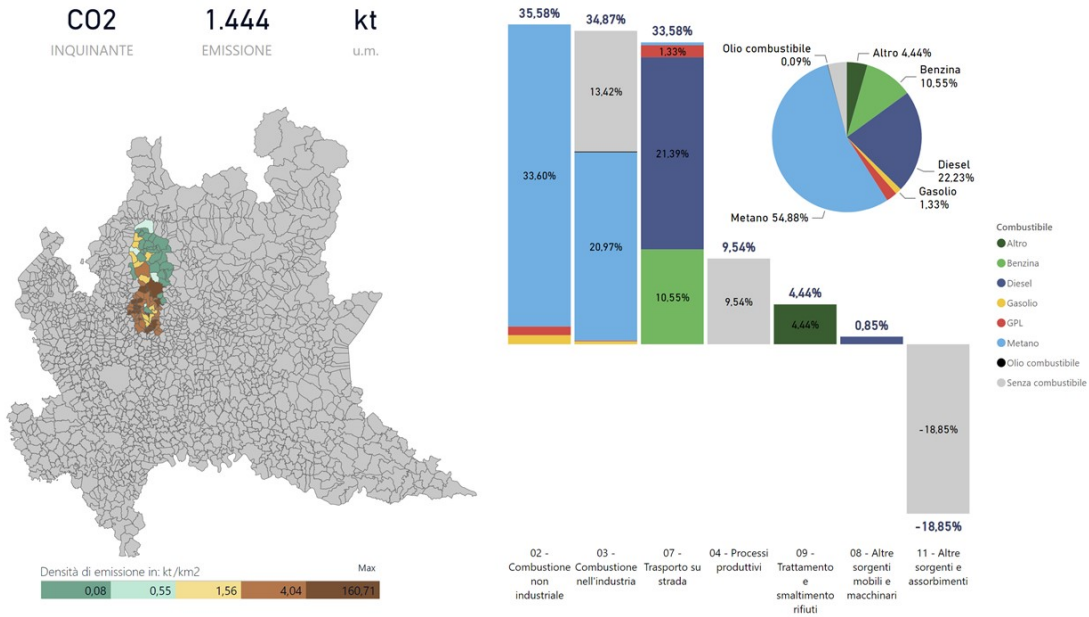 CO2
1.444
kt
INQUINANTE
EMISSIONE
u.m.
Densità di emissione in: kt/km2
Max
0,08
0,55
1,56
4,04
160,71
35,58%
34,87%
33,58%
1,33%
13,42%
21,39%
33,60%
20,97%
10,55%
9,54%
9,54%
4,44%
4,44%
0,85%
-18,85%
-18,85%
02 -
Combustione
non
industriale
03 -
Combustione
nell'industria
07 -
Trasporto su
strada
04 - Processi
produttivi
09 -
Trattamento
e
smaltimento
rifiuti
08 - Altre
sorgenti
mobili e
macchinari
11 - Altre
sorgenti e
assorbimenti
Olio combustibile
0,09%
Altro 4,44%
Benzina
10,55%
Diesel
22,23%
Gasolio
1,33%
Metano 54,88%
Combustibile
Altro
Benzina
Diesel
Gasolio
GPL
Metano
Olio combustibile
Senza combustibile